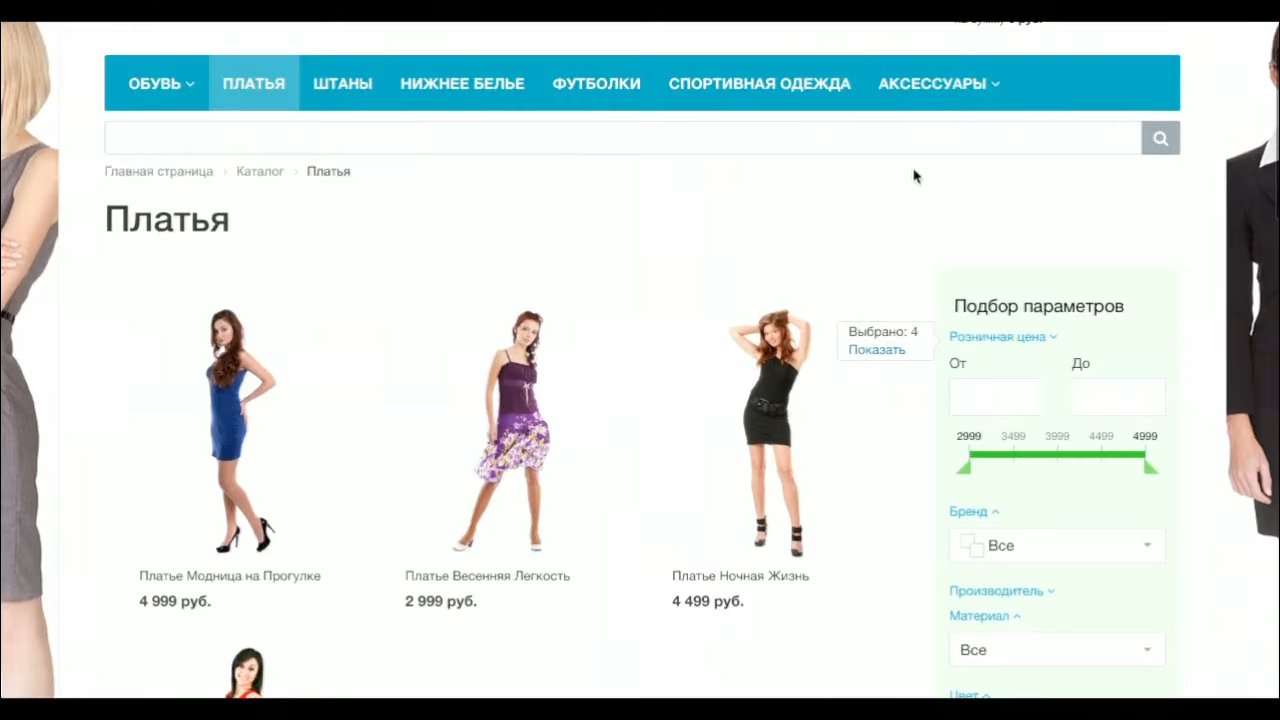 ОБУВЬ ПЛАТЬЯ ШТАНЫ НИЖНЕЕ БЕЛЬЕ ФУТБОЛКИ СПОРТИВНАЯ ОДЕЖДА АКСЕССУАРЫ
Главная страница Каталог Платья
Платья
Подбор параметров
Выбрано: 4
Показать
Розничная цена
От До
2999 3499 3999 4499 4999
Бренд
Все
Платье Модница на Прогулке
4 999 руб.
Платье Весенняя Легкость
2 999 руб.
Платье Ночная Жизнь
4 499 руб.
Производитель
Материал
Все